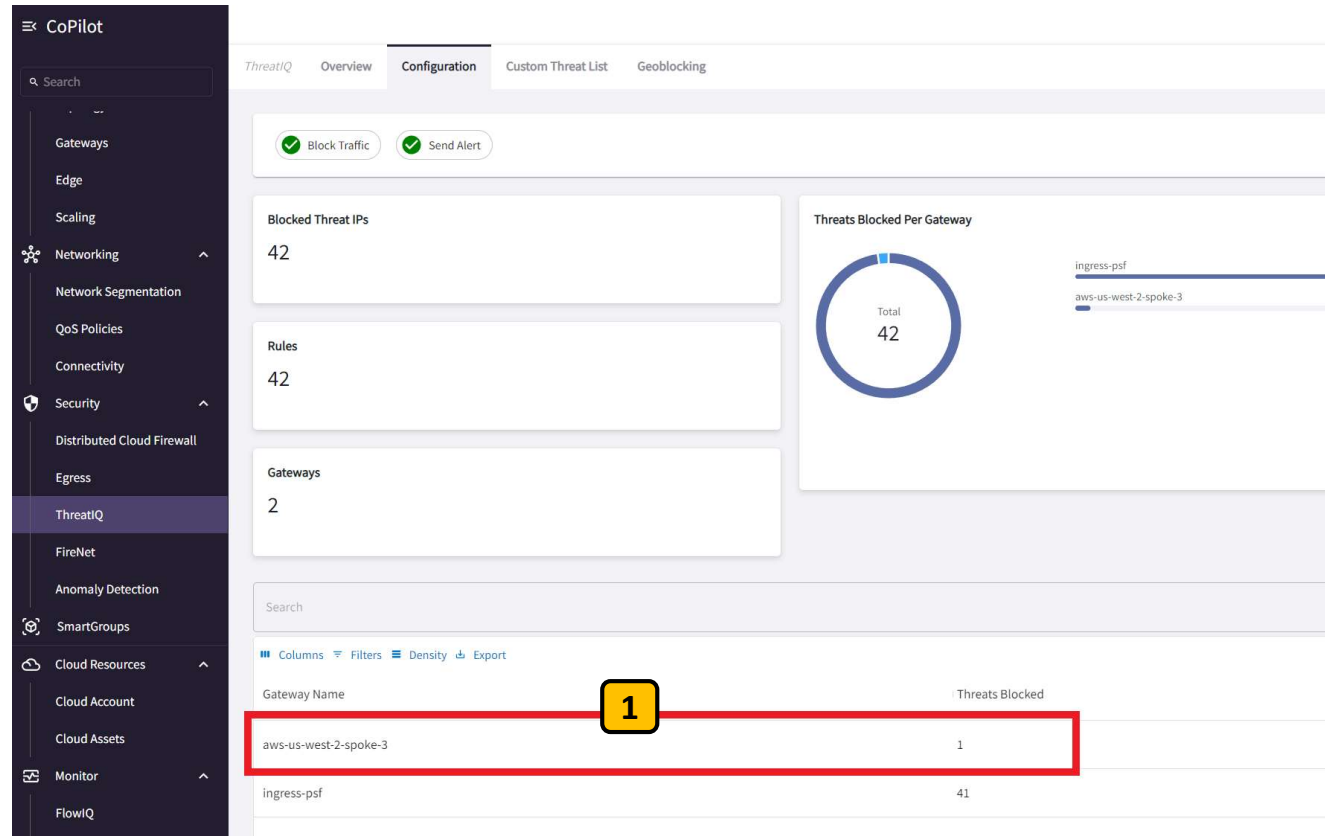 CoPilot
Search
Gateways
Edge
Scaling
Networking
Network Segmentation
QoS Policies
Connectivity
Security
Distributed Cloud Firewall
Egress
ThreatIQ
FireNet
Anomaly Detection
SmartGroups
Cloud Resources
Cloud Account
Cloud Assets
Monitor
FlowIQ
ThreatIQ Overview Configuration Custom Threat List Geoblocking
Block Traffic Send Alert
Blocked Threat IPs
42
Rules
42
Gateways
2
Threats Blocked Per Gateway
Total
42
ingress-psf
aws-us-west-2-spoke-3
Search
Columns Filters Density Export
Gateway Name Threats Blocked
1
aws-us-west-2-spoke-3 1
ingress-psf 41